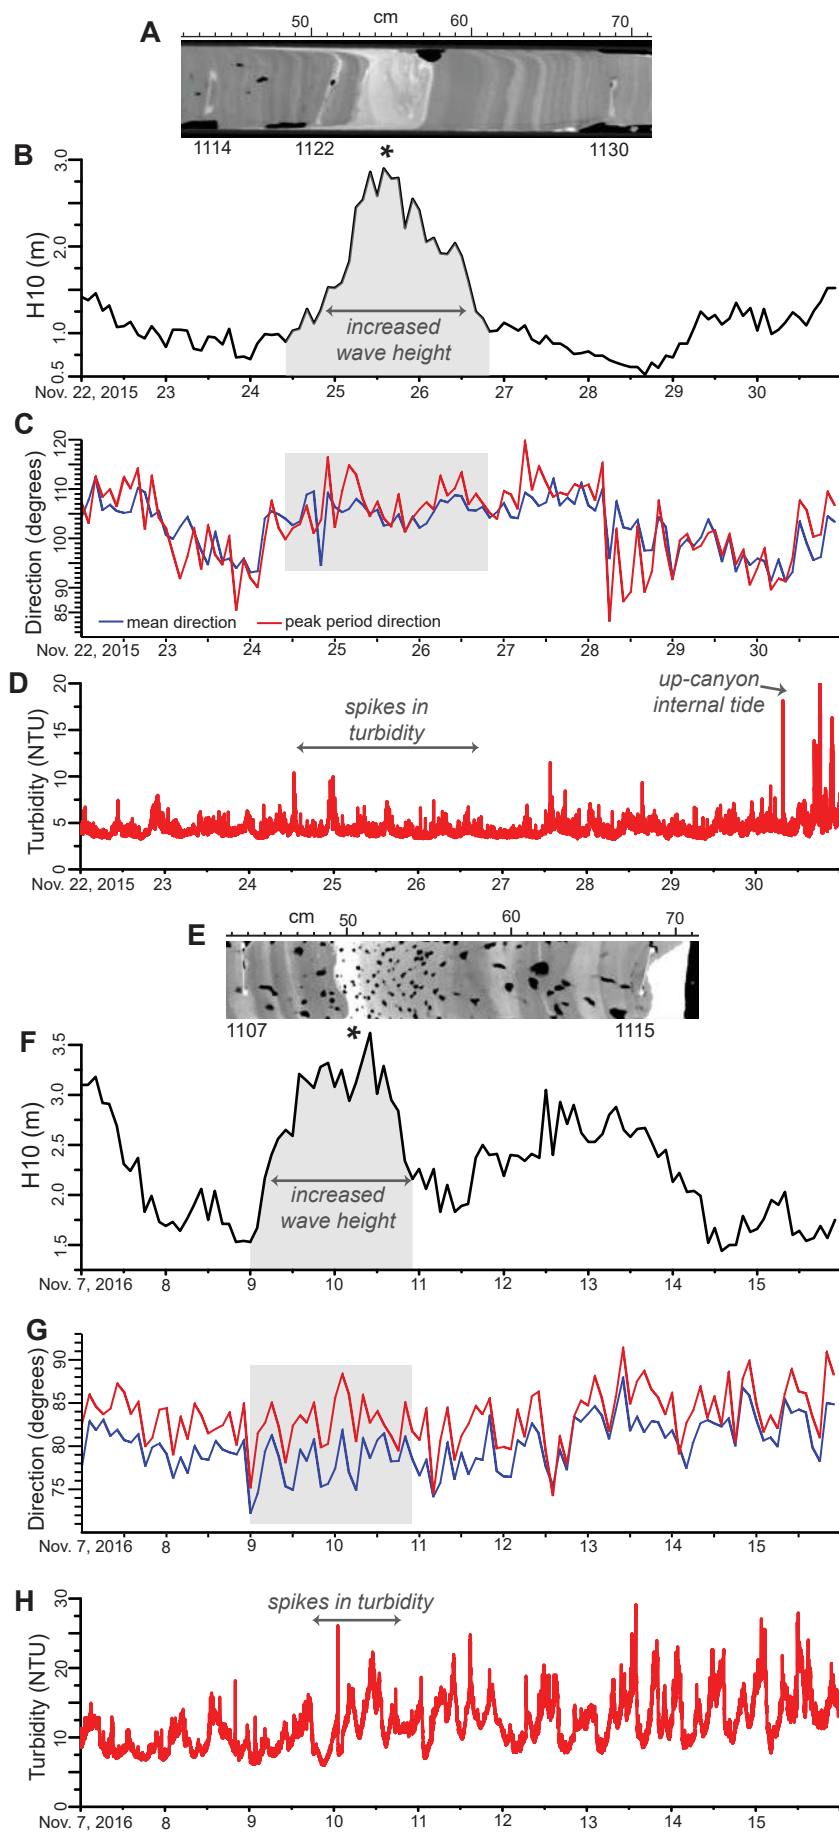 A
50 cm 60 70
1114 1122 * 1130
B
H10 (m)
3.0
2.0
1.0
0.5
increased
wave height
Nov. 22, 2015 23 24 25 26 27 28 29 30
C
Direction (degrees)
120
110
100
90
85
mean direction peak period direction
Nov. 22, 2015 23 24 25 26 27 28 29 30
D
Turbidity (NTU)
20
15
10
5
0
spikes in
turbidity
up-canyon
internal tide
Nov. 22, 2015 23 24 25 26 27 28 29 30
E
cm 50 60 70
1107 * 1115
F
H10 (m)
3.5
3.0
2.5
2.0
1.5
increased
wave height
Nov. 7, 2016 8 9 10 11 12 13 14 15
G
Direction (degrees)
90
85
80
75
Nov. 7, 2016 8 9 10 11 12 13 14 15
H
Turbidity (NTU)
30
20
10
0
spikes in turbidity
Nov. 7, 2016 8 9 10 11 12 13 14 15